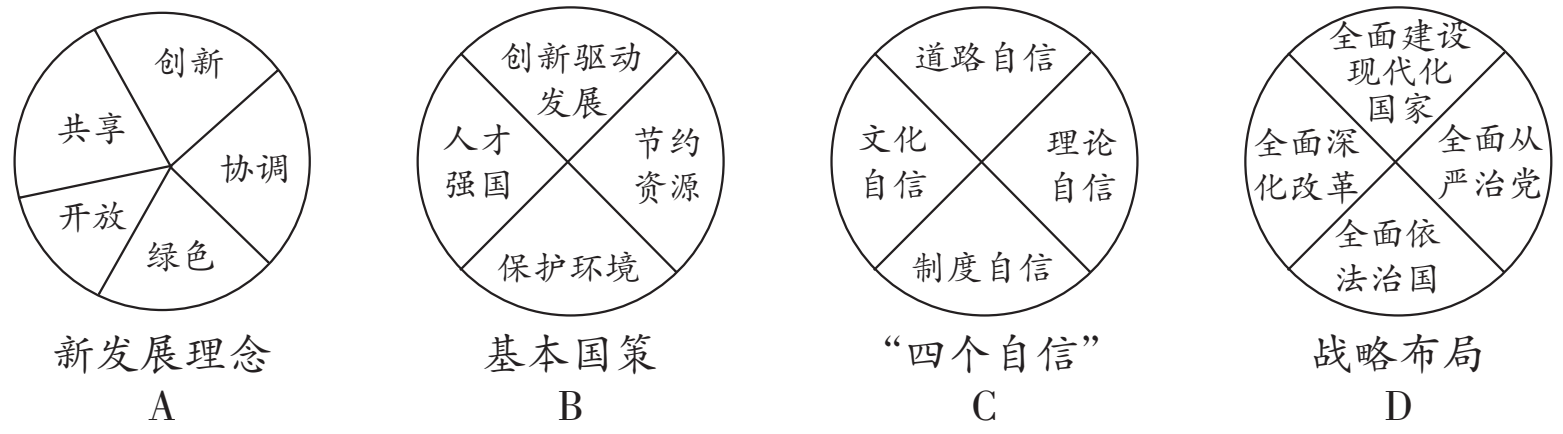 创新
协调
绿色
开放
共享
新发展理念
A
创新驱动
发展
节约
资源
保护环境
人才
强国
基本国策
B
道路自信
理论
自信
制度自信
文化
自信
“四个自信”
C
全面建设
现代化
国家
全面从
严治党
全面依
法治国
全面深
化改革
战略布局
D